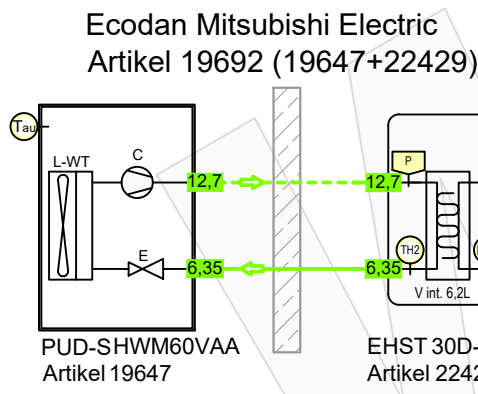 Ecodan Mitsubishi Electric
Artikel 19692 (19647+22429)
Tau
L-WT
C
P
12,7
12,7
E
TH2
6,35
6,35
V int. 6,2L
PUD-SHWM60VAA
EHST 30D-
Artikel 19647
Artikel 2242